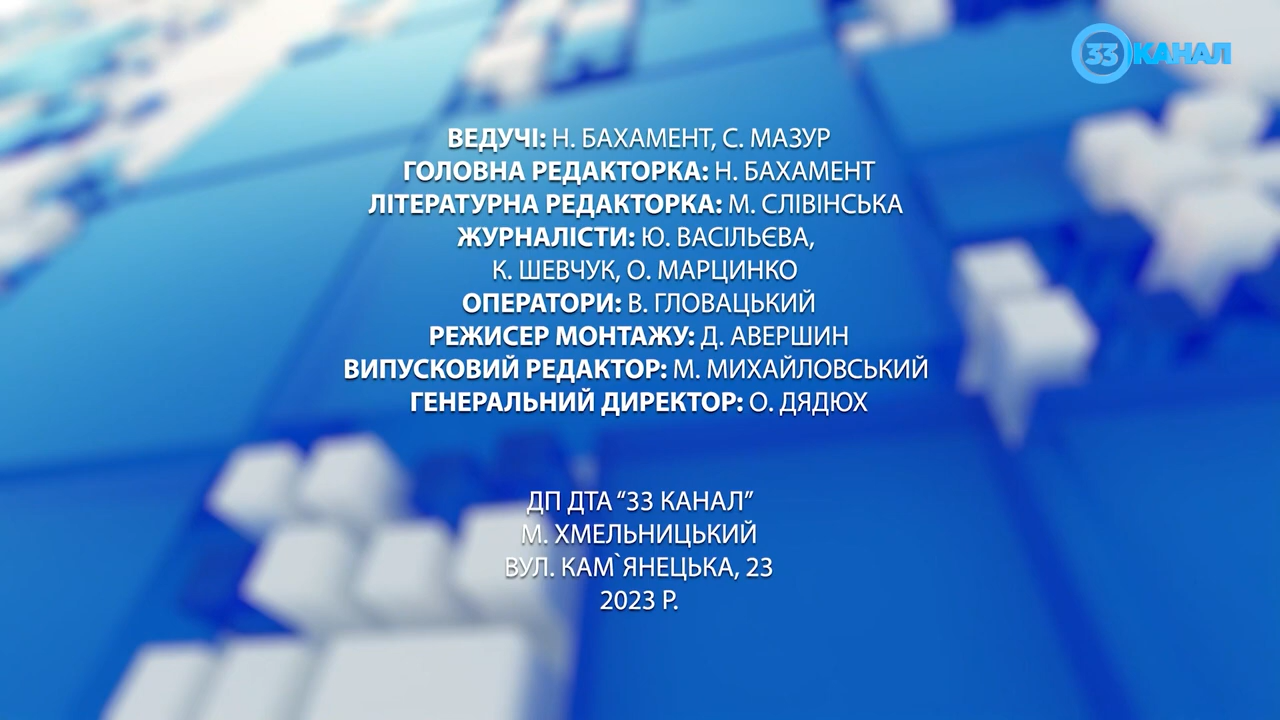 33 КАНАЛ
ВЕДУЧІ: Н. БАХАМЕНТ, С. МАЗУР
ГОЛОВНА РЕДАКТОРКА: Н. БАХАМЕНТ
ЛІТЕРАТУРНА РЕДАКТОРКА: М. СЛІВІНСЬКА
ЖУРНАЛІСТИ: Ю. ВАСІЛЬЄВА,
К. ШЕВЧУК, О. МАРЦИНКО
ОПЕРАТОРИ: В. ГЛОВАЦЬКИЙ
РЕЖИСЕР МОНТАЖУ: Д. АВЕРШИН
ВИПУСКОВИЙ РЕДАКТОР: М. МИХАЙЛОВСЬКИЙ
ГЕНЕРАЛЬНИЙ ДИРЕКТОР: О. ДЯДЮХ
ДП ДТА “33 КАНАЛ”
М. ХМЕЛЬНИЦЬКИЙ
ВУЛ. КАМ`ЯНЕЦЬКА, 23
2023 Р.